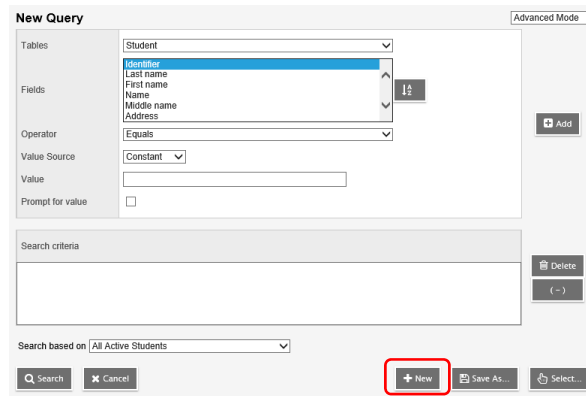 New Query
Advanced Mode
Tables
Student
Fields
Identifier
Last name
First name
Name
Middle name
Address
A
Z
Add
Operator
Equals
Value Source
Constant
Value
Prompt for value
Search criteria
Delete
( - )
Search based on All Active Students
Search Cancel New Save As... Select...